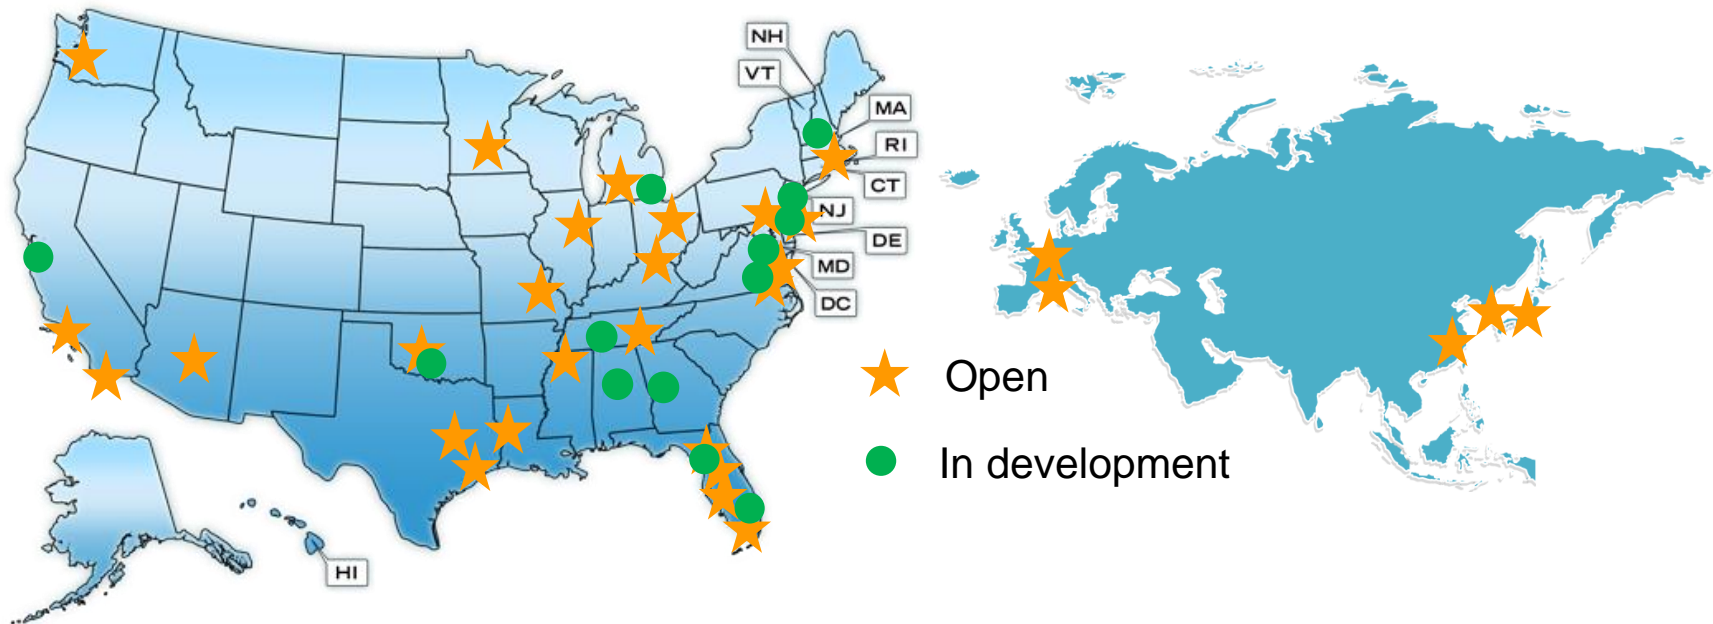 NH
VT
MA
RI
CT
NJ
DE
MD
DC
HI
Open
In development